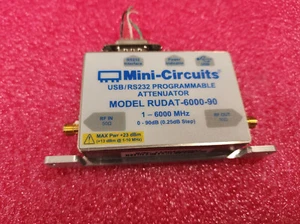 Mini-Circuits
USB/RS232 PROGRAMMABLE
ATTENUATOR
MODEL RUDAT-6000-90
1 – 6000 MHz
0 - 90dB (0.25dB Step)
RF IN
RF OUT
MAX Pwr +23 dBm